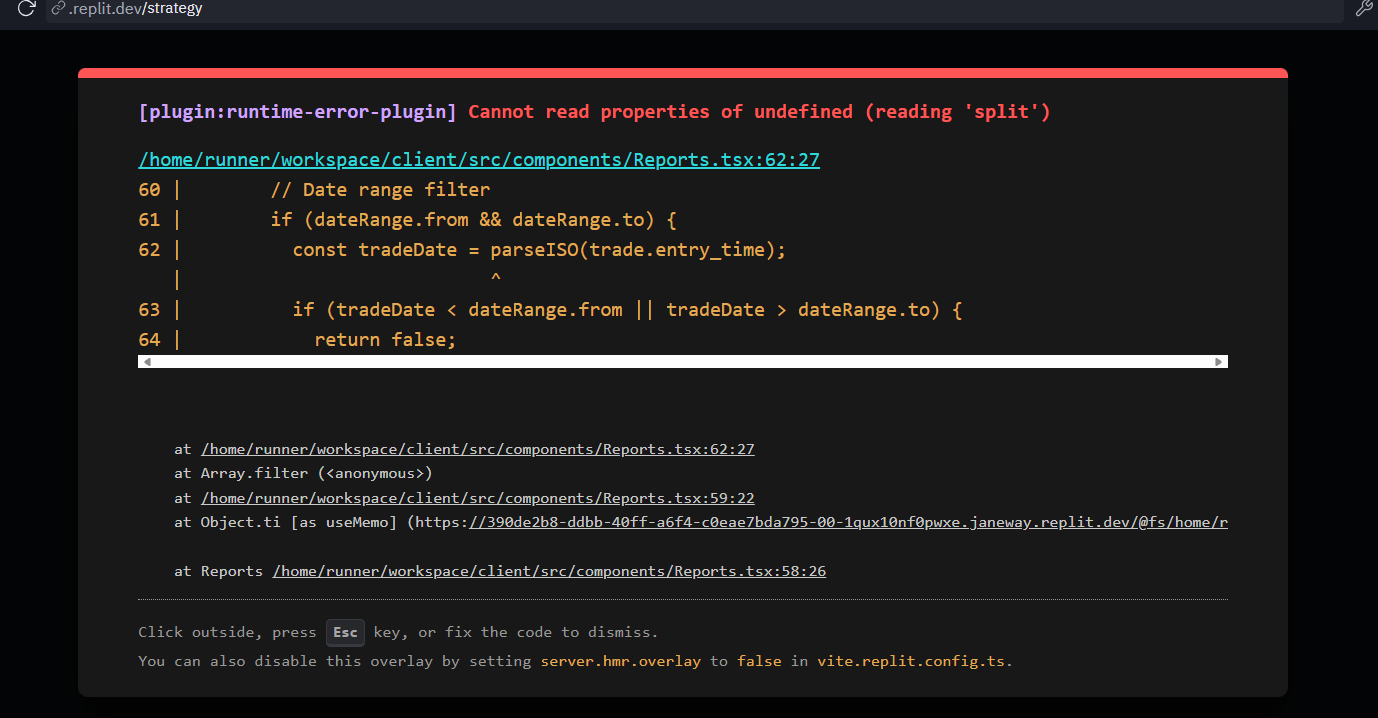 .replit.dev/strategy
[plugin:runtime-error-plugin] Cannot read properties of undefined (reading 'split')
/home/runner/workspace/client/src/components/Reports.tsx:62:27
60 |        // Date range filter
61 |        if (dateRange.from && dateRange.to) {
62 |          const tradeDate = parseISO(trade.entry_time);
   |                            ^
63 |          if (tradeDate < dateRange.from || tradeDate > dateRange.to) {
64 |            return false;
at /home/runner/workspace/client/src/components/Reports.tsx:62:27
at Array.filter (<anonymous>)
at /home/runner/workspace/client/src/components/Reports.tsx:59:22
at Object.ti [as useMemo] (https://390de2b8-ddbb-40ff-a6f4-c0eae7bda795-00-1qux10nf0pwxe.janeway.replit.dev/@fs/home/r
at Reports /home/runner/workspace/client/src/components/Reports.tsx:58:26
Click outside, press Esc key, or fix the code to dismiss.
You can also disable this overlay by setting server.hmr.overlay to false in vite.replit.config.ts.